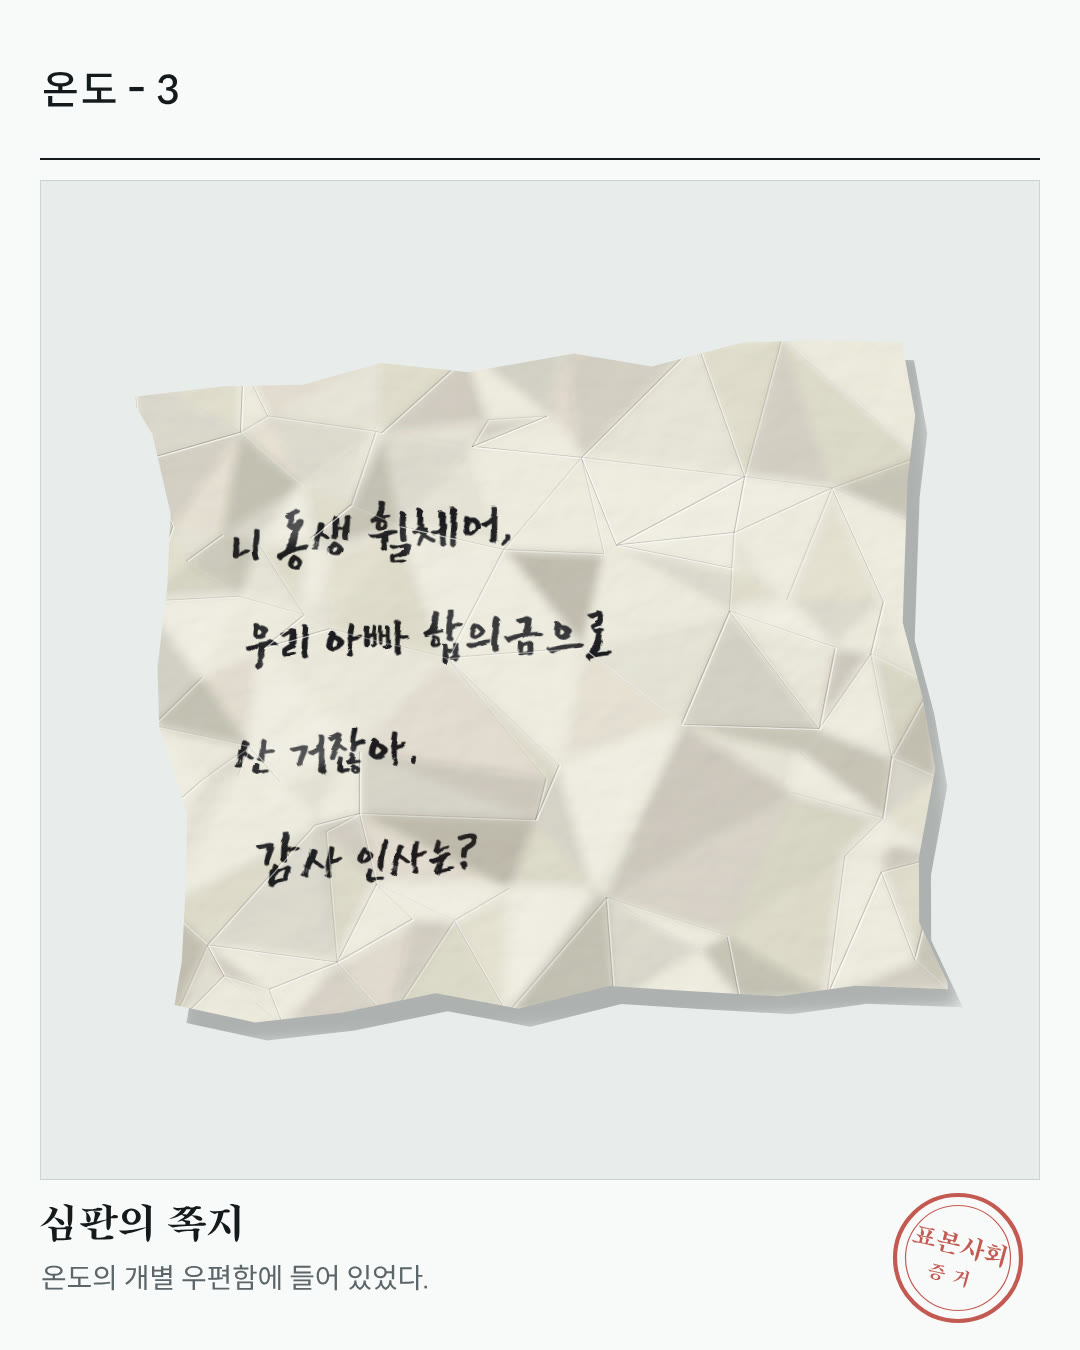 온도 - 3
니 동생 휠체어,
우리 아빠 합의금으로
산 거잖아.
감사 인사는?
심판의 쪽지
온도의 개별 우편함에 들어 있었다.
표본사회
증거